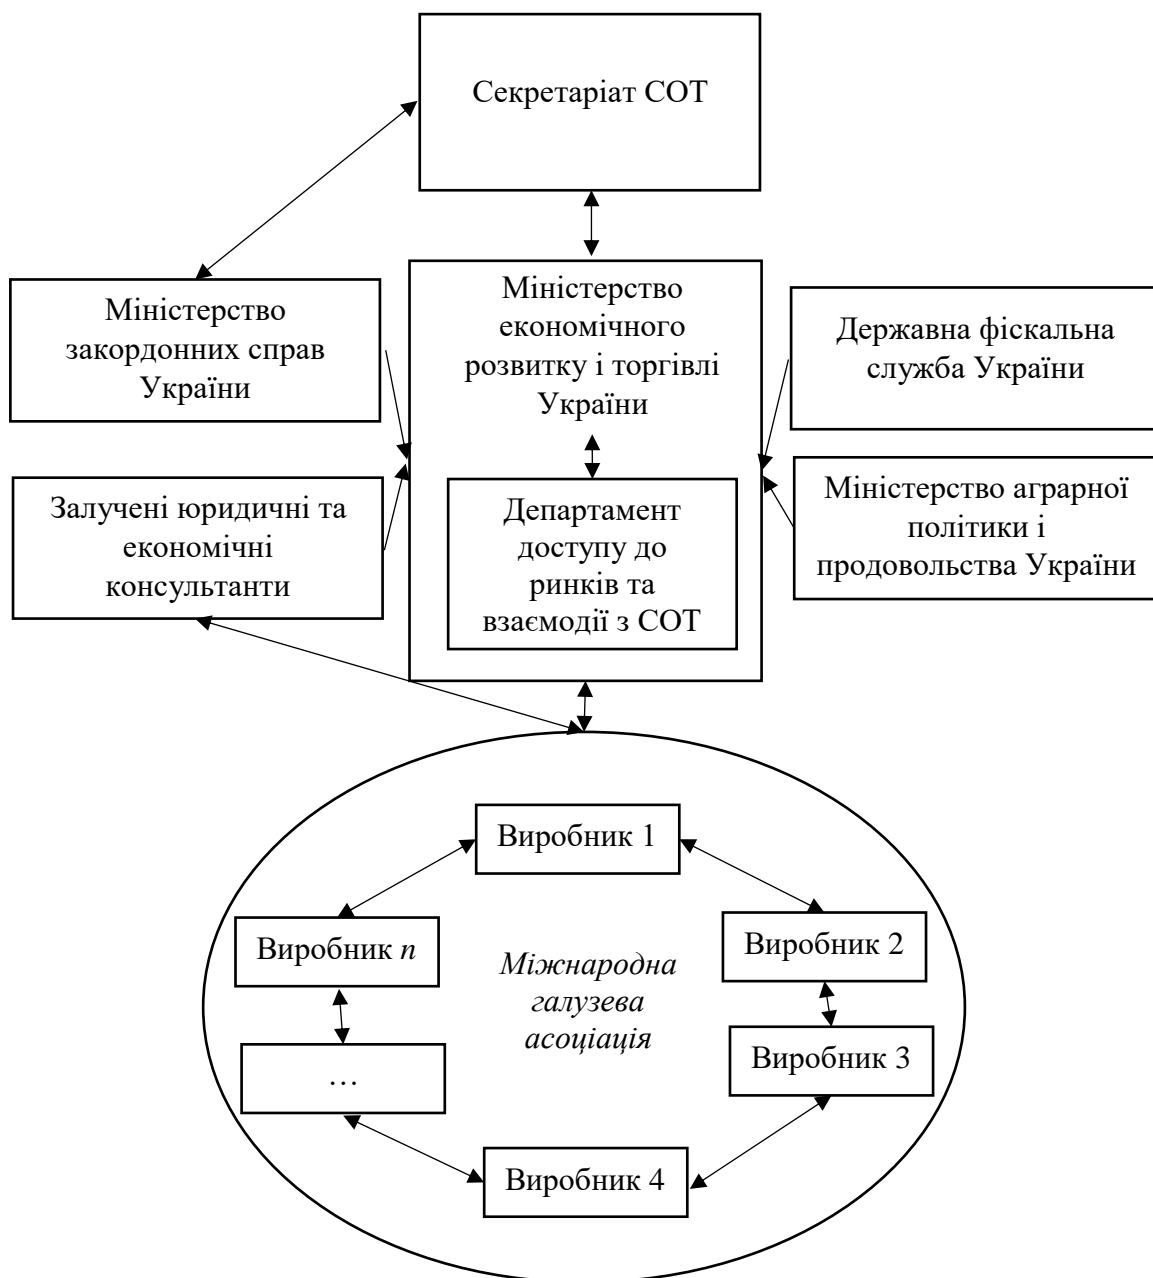 Секретаріат СОТ
Міністерство
закордонних справ
України
Міністерство
економічного
розвитку і торгівлі
України
Державна фіскальна
служба України
Залучені юридичні та
економічні
консультанти
Департамент
доступу до
ринків та
взаємодії з СОТ
Міністерство аграрної
політики і
продовольства України
Виробник 1
Виробник n
Виробник 2
Міжнародна
галузева
асоціація
Виробник 3
…
Виробник 4